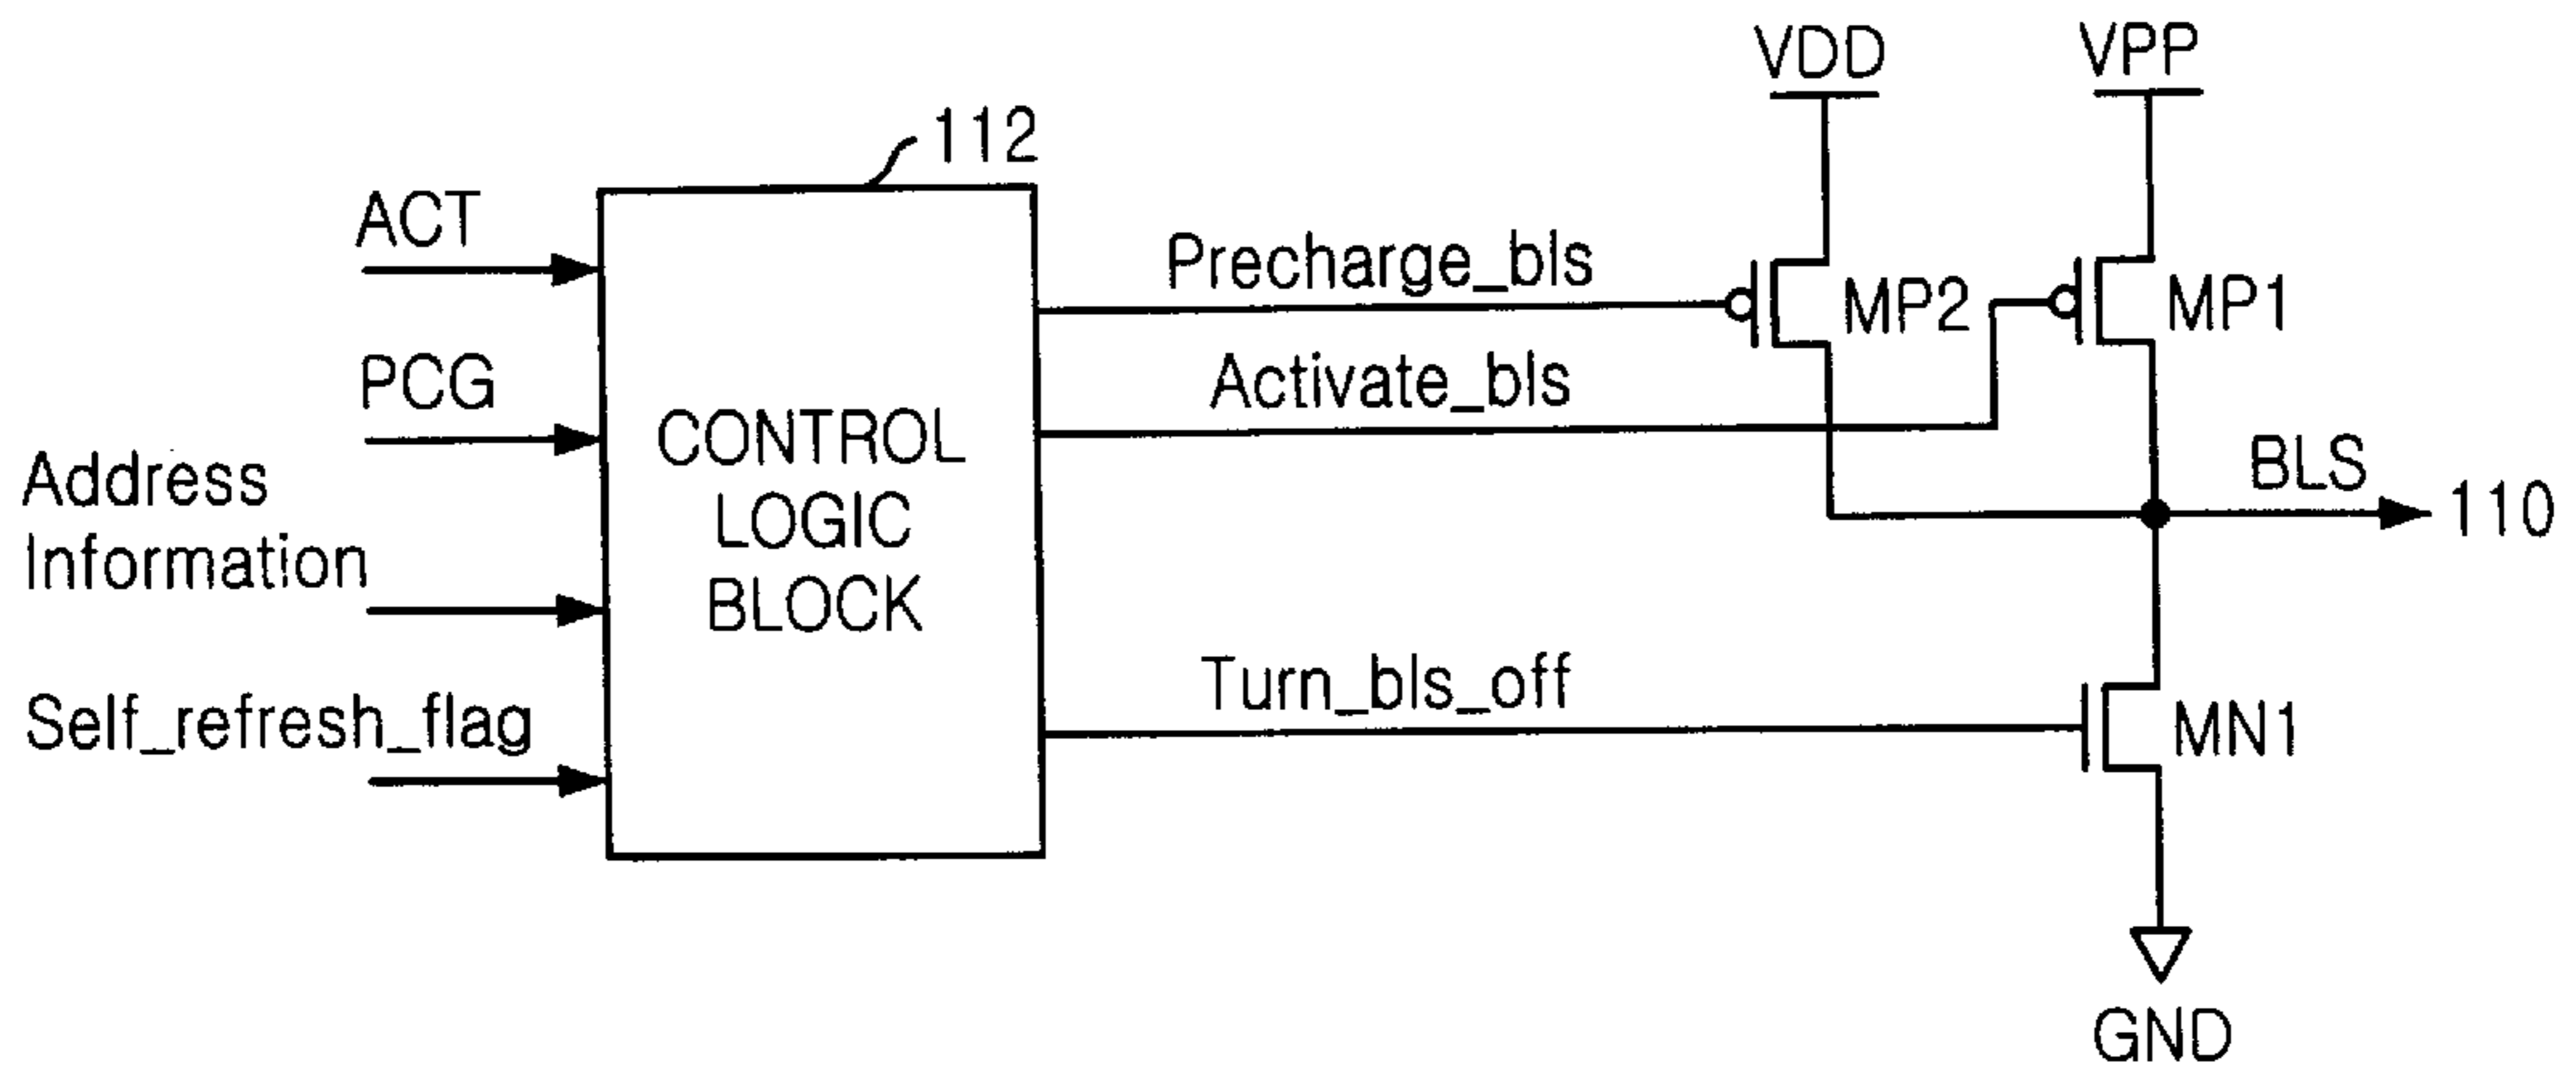 VDD
VPP
112
ACT
Precharge_bls
MP2
MP1
PCG
Activate_bls
CONTROL
LOGIC
BLOCK
Address
Information
BLS
110
Turn_bls_off
Self_refresh_flag
MN1
GND